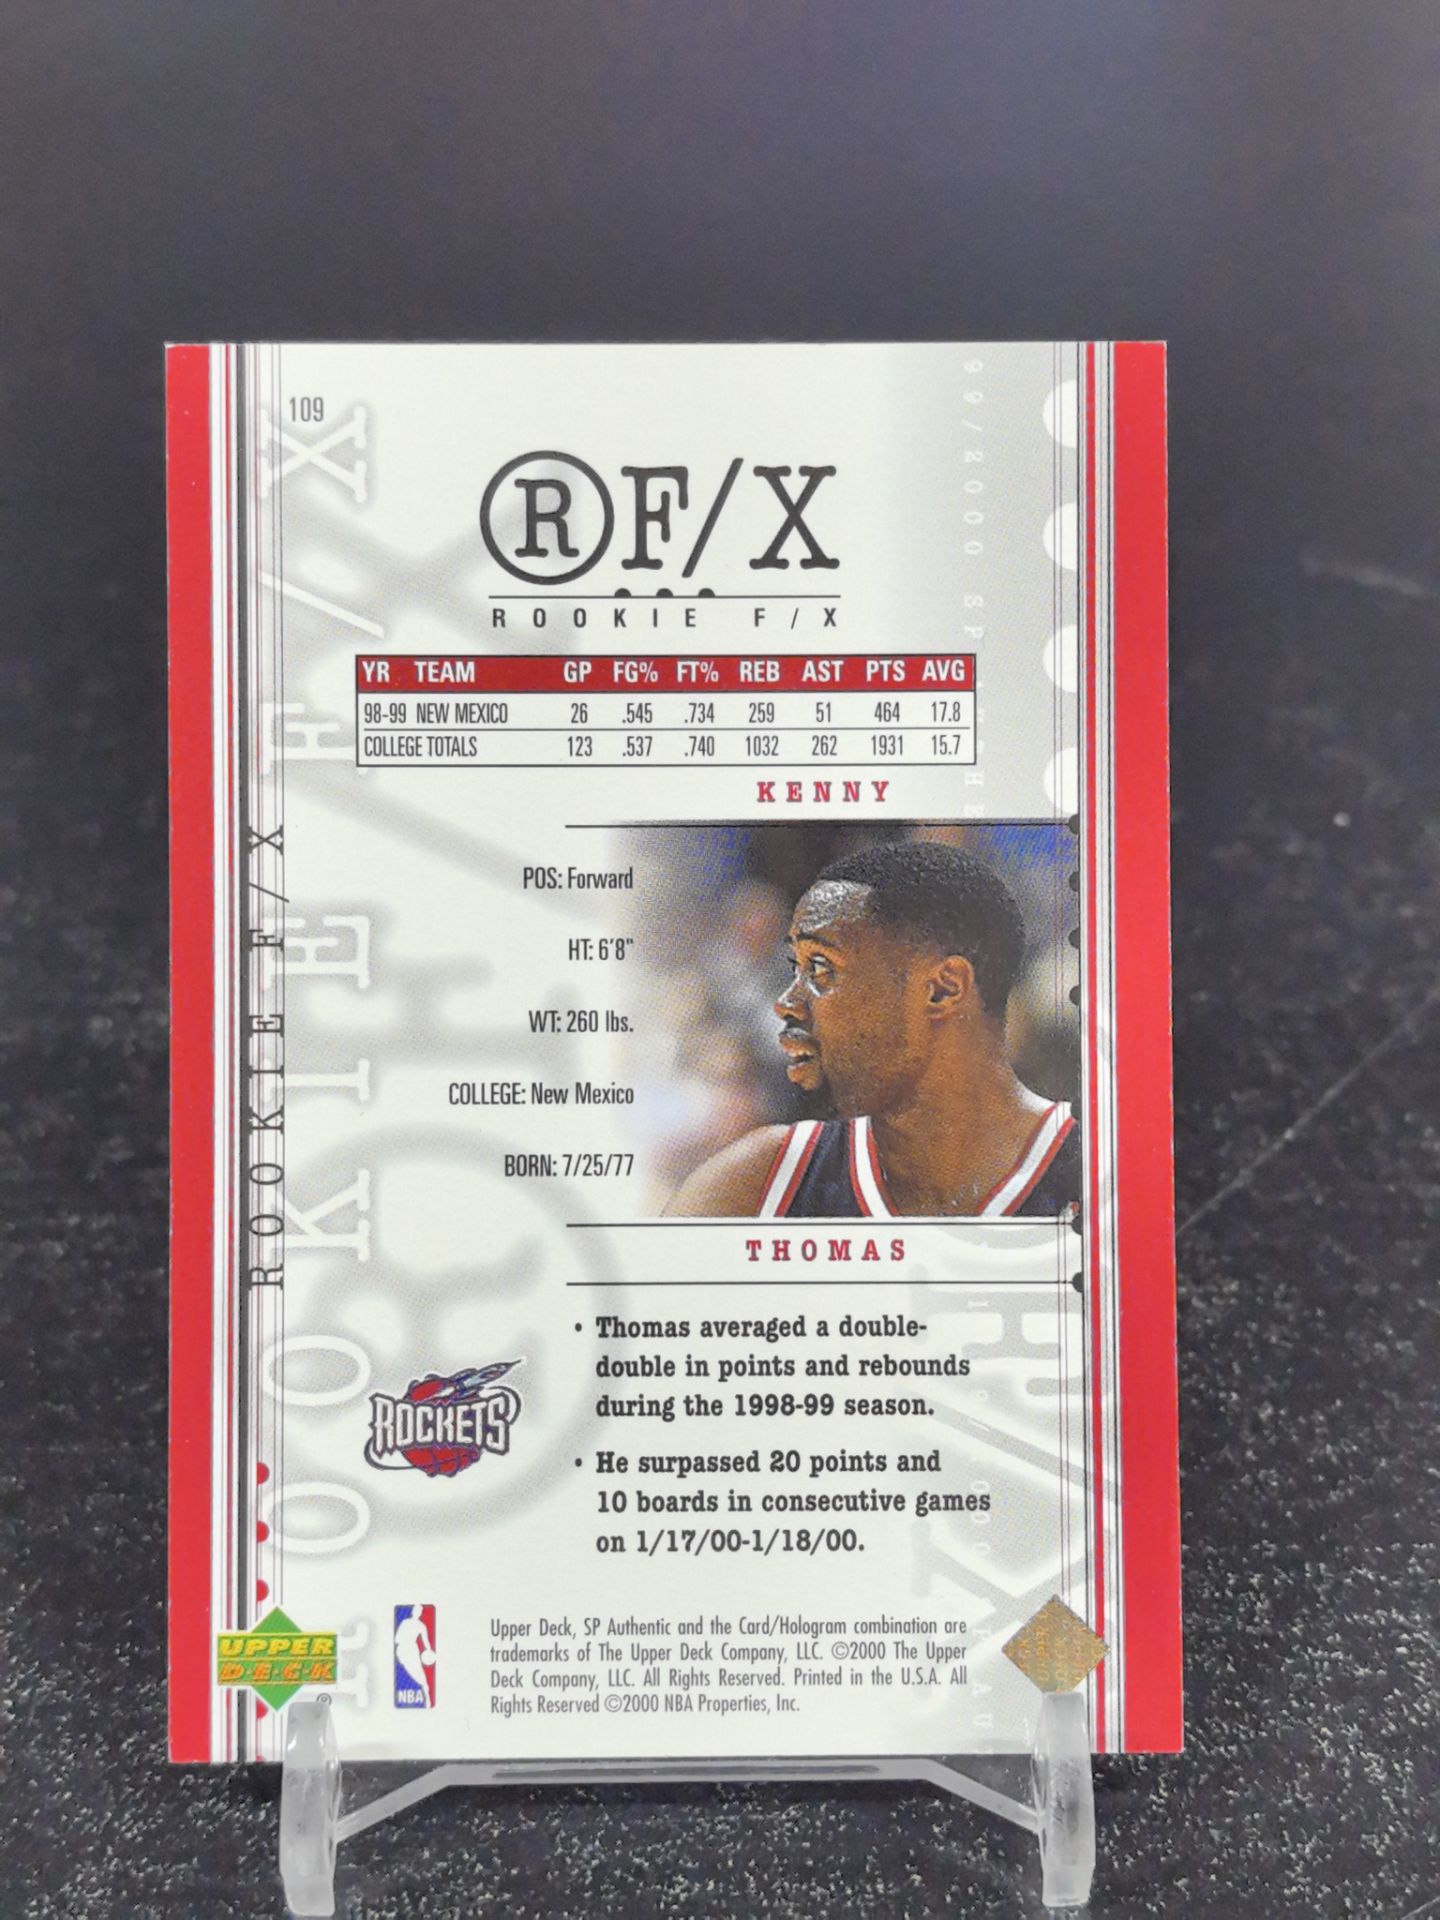 109
® F/X
ROOKIE F/X
YR TEAM GP FG% FT% REB AST PTS AVG
98-99 NEW MEXICO 26 .545 .734 259 51 464 17.8
COLLEGE TOTALS 123 .537 .740 1032 262 1931 15.7
KENNY
POS: Forward
HT: 6'8"
WT: 260 lbs.
COLLEGE: New Mexico
BORN: 7/25/77
THOMAS
• Thomas averaged a double-
double in points and rebounds
during the 1998-99 season.
• He surpassed 20 points and
10 boards in consecutive games
on 1/17/00-1/18/00.
ROOKIE F/X
ROOKIE F/X
99/2000 SP
ROCKETS
UPPER
D·E·C·K
®
NBA
Upper Deck, SP Authentic and the Card/Hologram combination are
trademarks of The Upper Deck Company, LLC. ©2000 The Upper
Deck Company, LLC. All Rights Reserved. Printed in the U.S.A. All
Rights Reserved ©2000 NBA Properties, Inc.